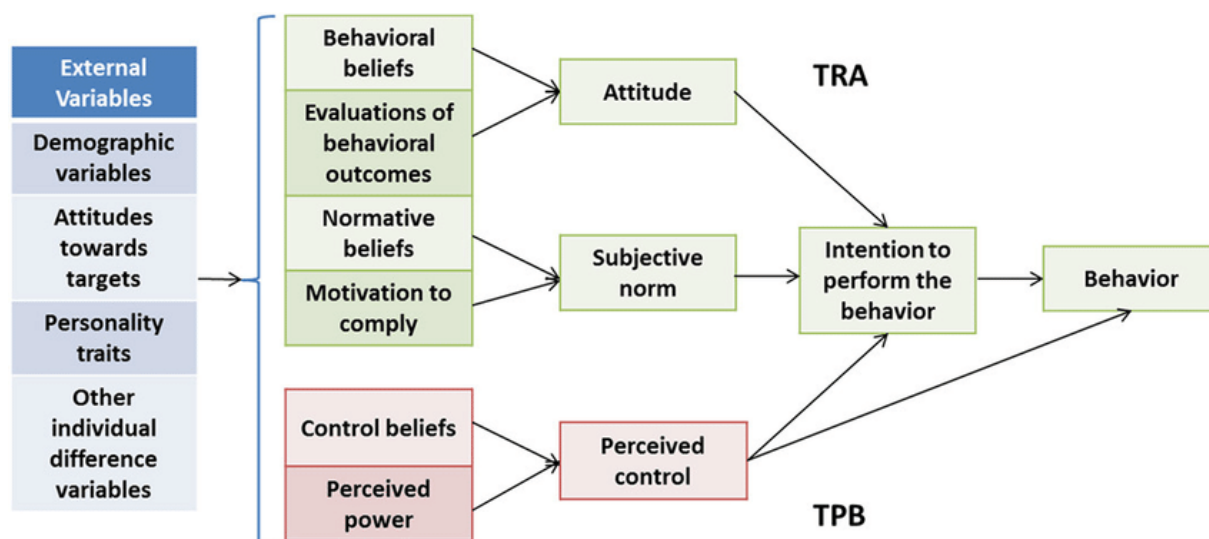 External
Variables
Demographic
variables
Attitudes
towards
targets
Personality
traits
Other
individual
difference
variables
Behavioral
beliefs
Evaluations of
behavioral
outcomes
Normative
beliefs
Motivation to
comply
Control beliefs
Perceived
power
Attitude
Subjective
norm
Perceived
control
TRA
Intention to
perform the
behavior
TPB
Behavior